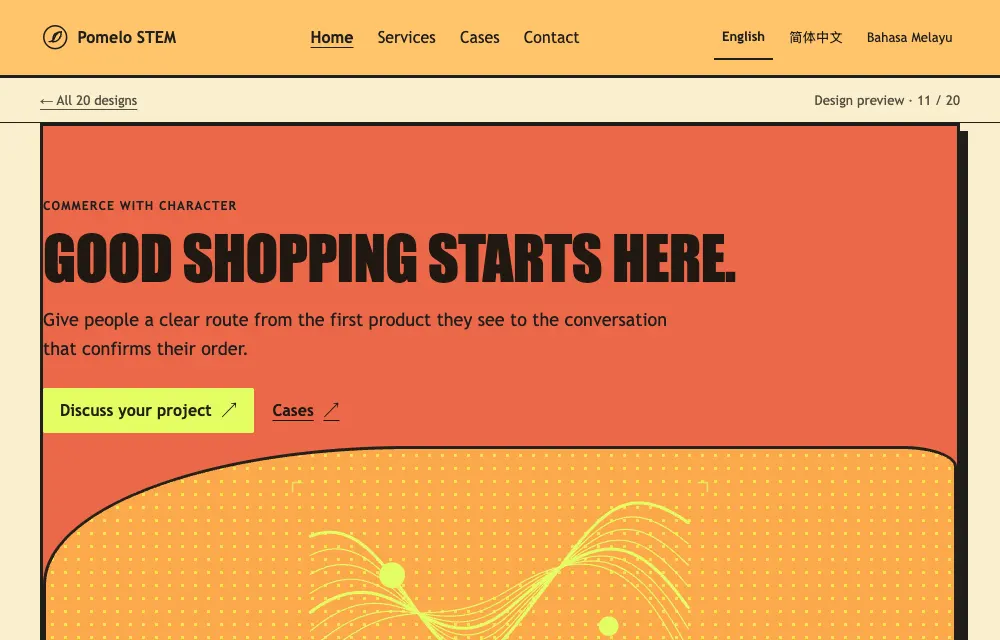 Pomelo STEM
Home Services Cases Contact
English 简体中文 Bahasa Melayu
← All 20 designs
Design preview · 11 / 20
COMMERCE WITH CHARACTER
GOOD SHOPPING STARTS HERE.
Give people a clear route from the first product they see to the conversation
that confirms their order.
Discuss your project ↗
Cases ↗